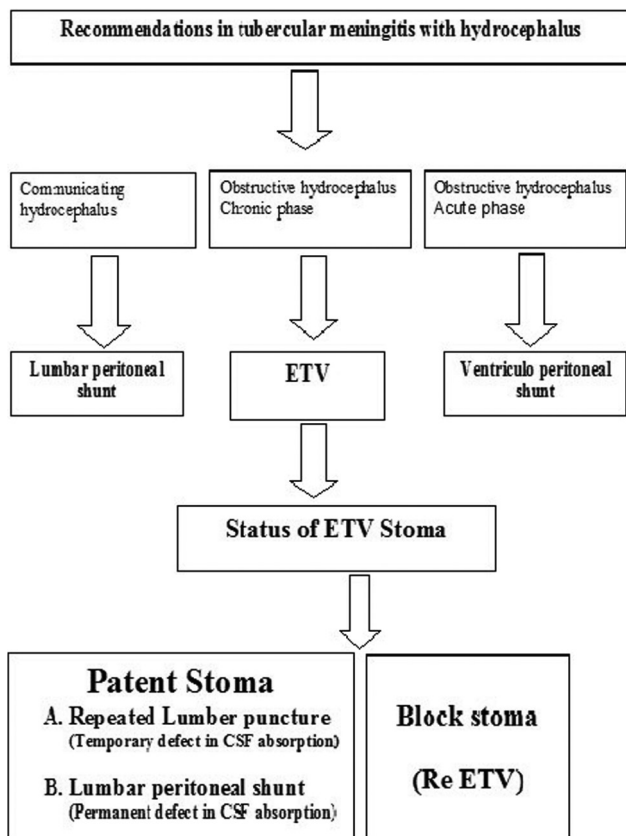 Recommendations in tubercular meningitis with hydrocephalus
Communicating
hydrocephalus
Obstructive hydrocephalus
Chronic phase
Obstructive hydrocephalus
Acute phase
Lumbar peritoneal
shunt
ETV
Ventriculo peritoneal
shunt
Status of ETV Stoma
Patent Stoma
A. Repeated Lumber puncture
(Temporary defect in CSF absorption)
B. Lumbar peritoneal shunt
(Permanent defect in CSF absorption)
Block stoma
(Re ETV)